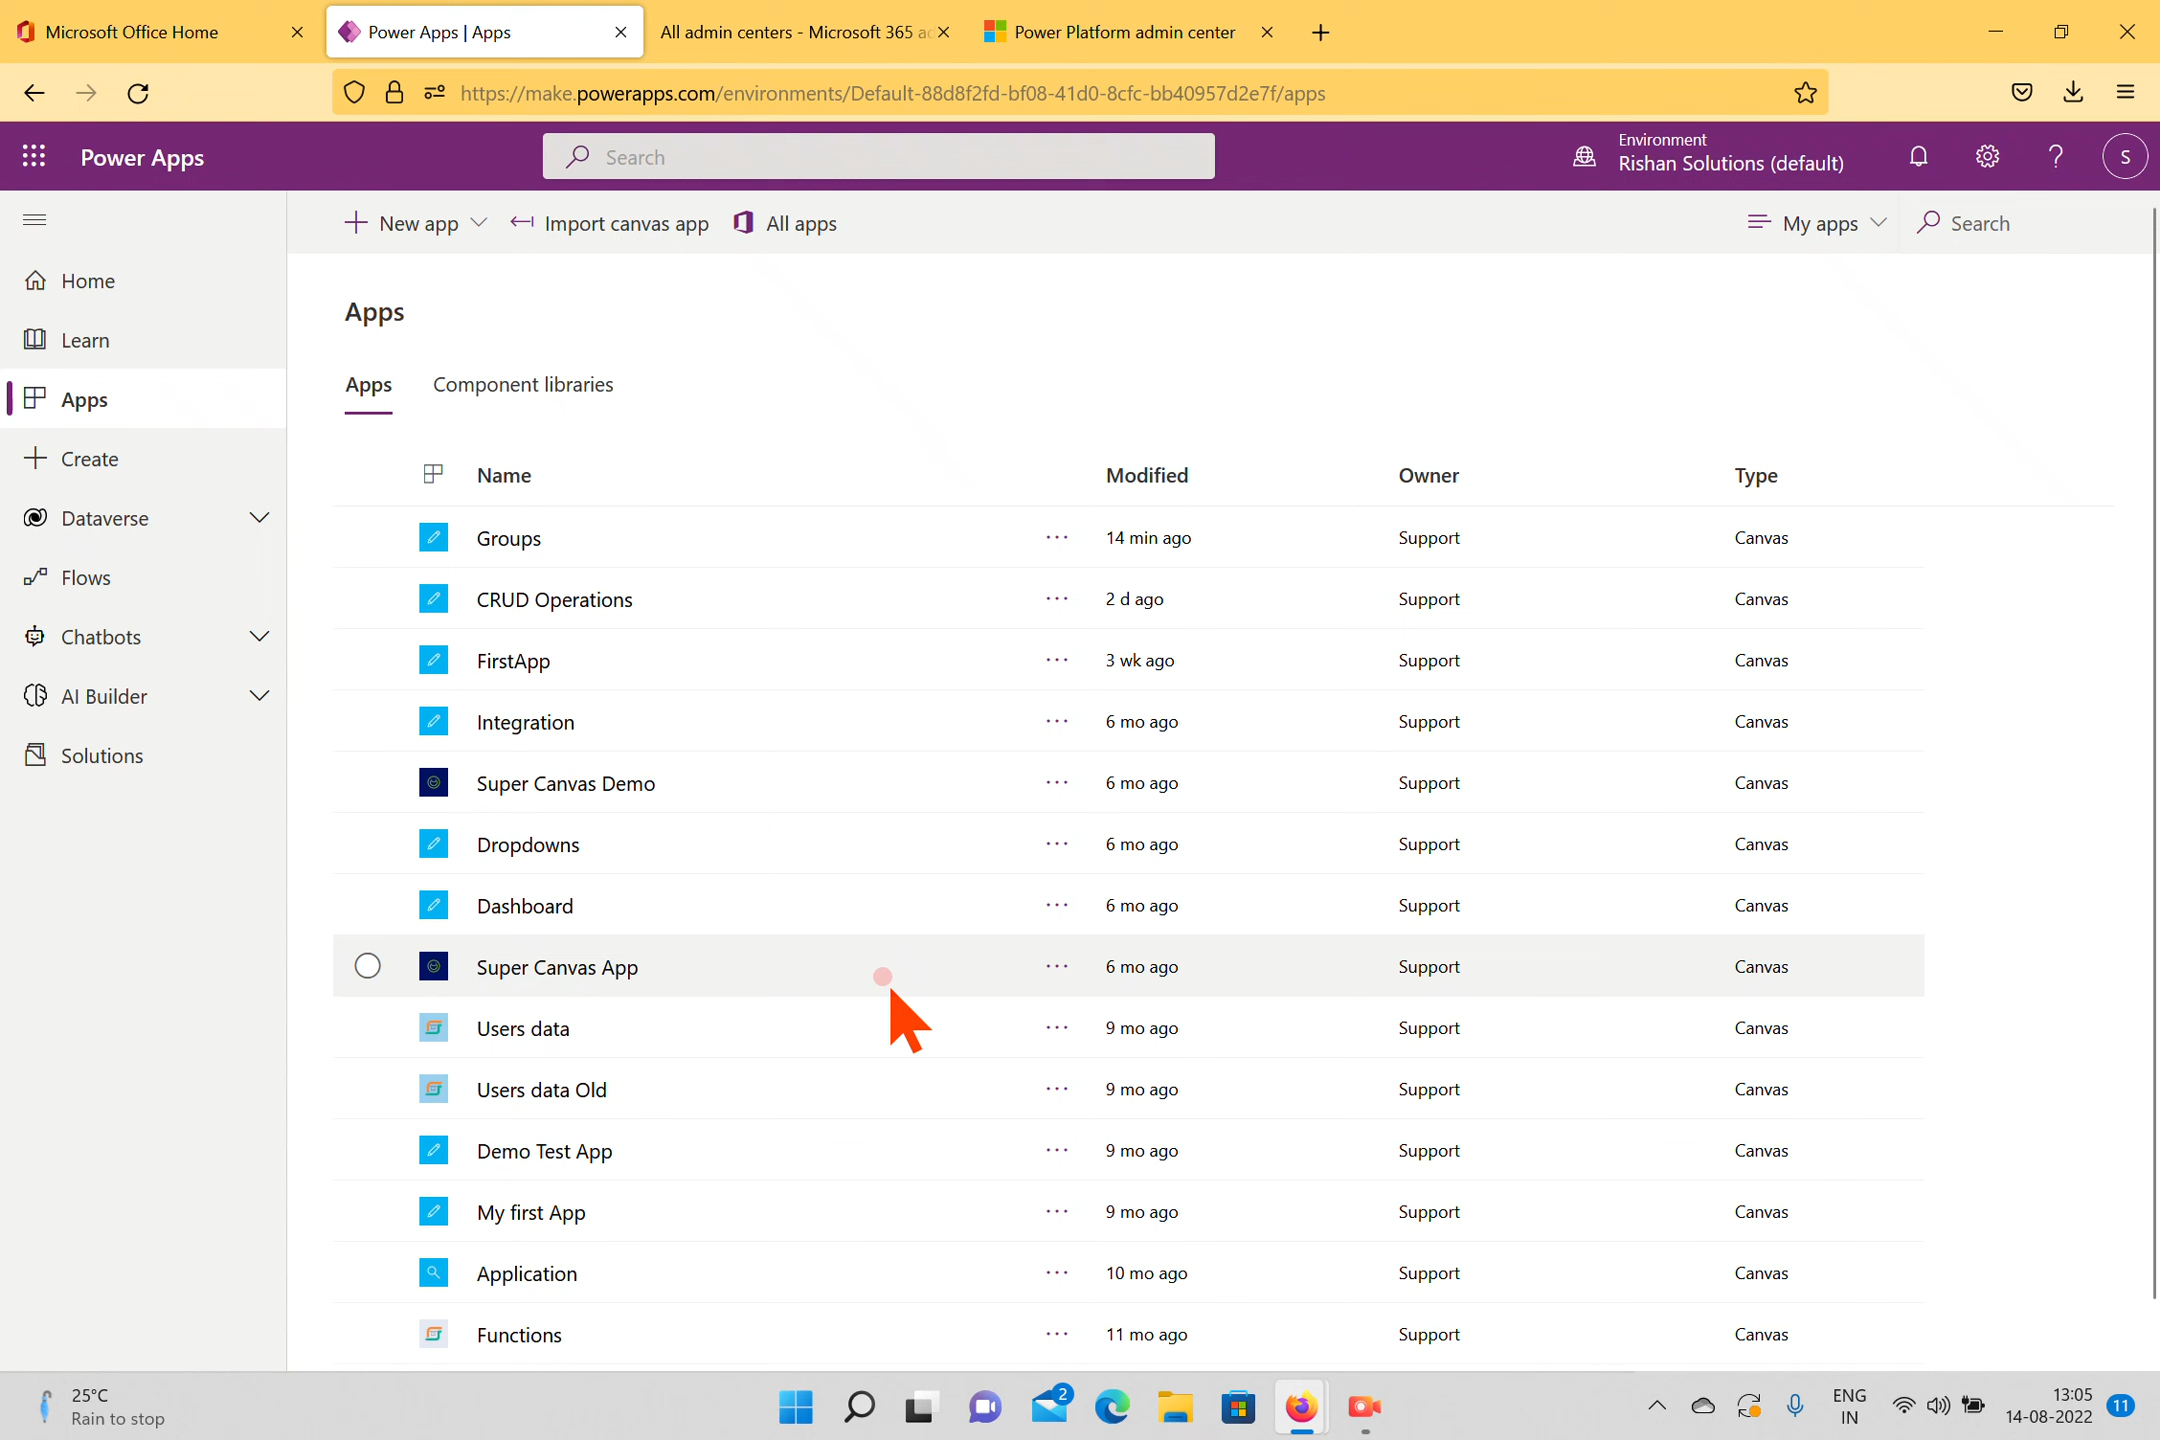 Microsoft Office Home
Power Apps | Apps
All admin centers - Microsoft 365 ad
Power Platform admin center
https://make.powerapps.com/environments/Default-88d8f2fd-bf08-41d0-8cfc-bb40957d2e7f/apps
Power Apps
Search
Environment
Rishan Solutions (default)
S
New app
Import canvas app
All apps
My apps
Search
Home
Learn
Apps
Create
Dataverse
Flows
Chatbots
AI Builder
Solutions
Apps
Apps Component libraries
Name Modified Owner Type
Groups ... 14 min ago Support Canvas
CRUD Operations ... 2 d ago Support Canvas
FirstApp ... 3 wk ago Support Canvas
Integration ... 6 mo ago Support Canvas
Super Canvas Demo ... 6 mo ago Support Canvas
Dropdowns ... 6 mo ago Support Canvas
Dashboard ... 6 mo ago Support Canvas
Super Canvas App ... 6 mo ago Support Canvas
Users data ... 9 mo ago Support Canvas
Users data Old ... 9 mo ago Support Canvas
Demo Test App ... 9 mo ago Support Canvas
My first App ... 9 mo ago Support Canvas
Application ... 10 mo ago Support Canvas
Functions ... 11 mo ago Support Canvas
25°C
Rain to stop
2
ENG
IN
13:05
14-08-2022
11